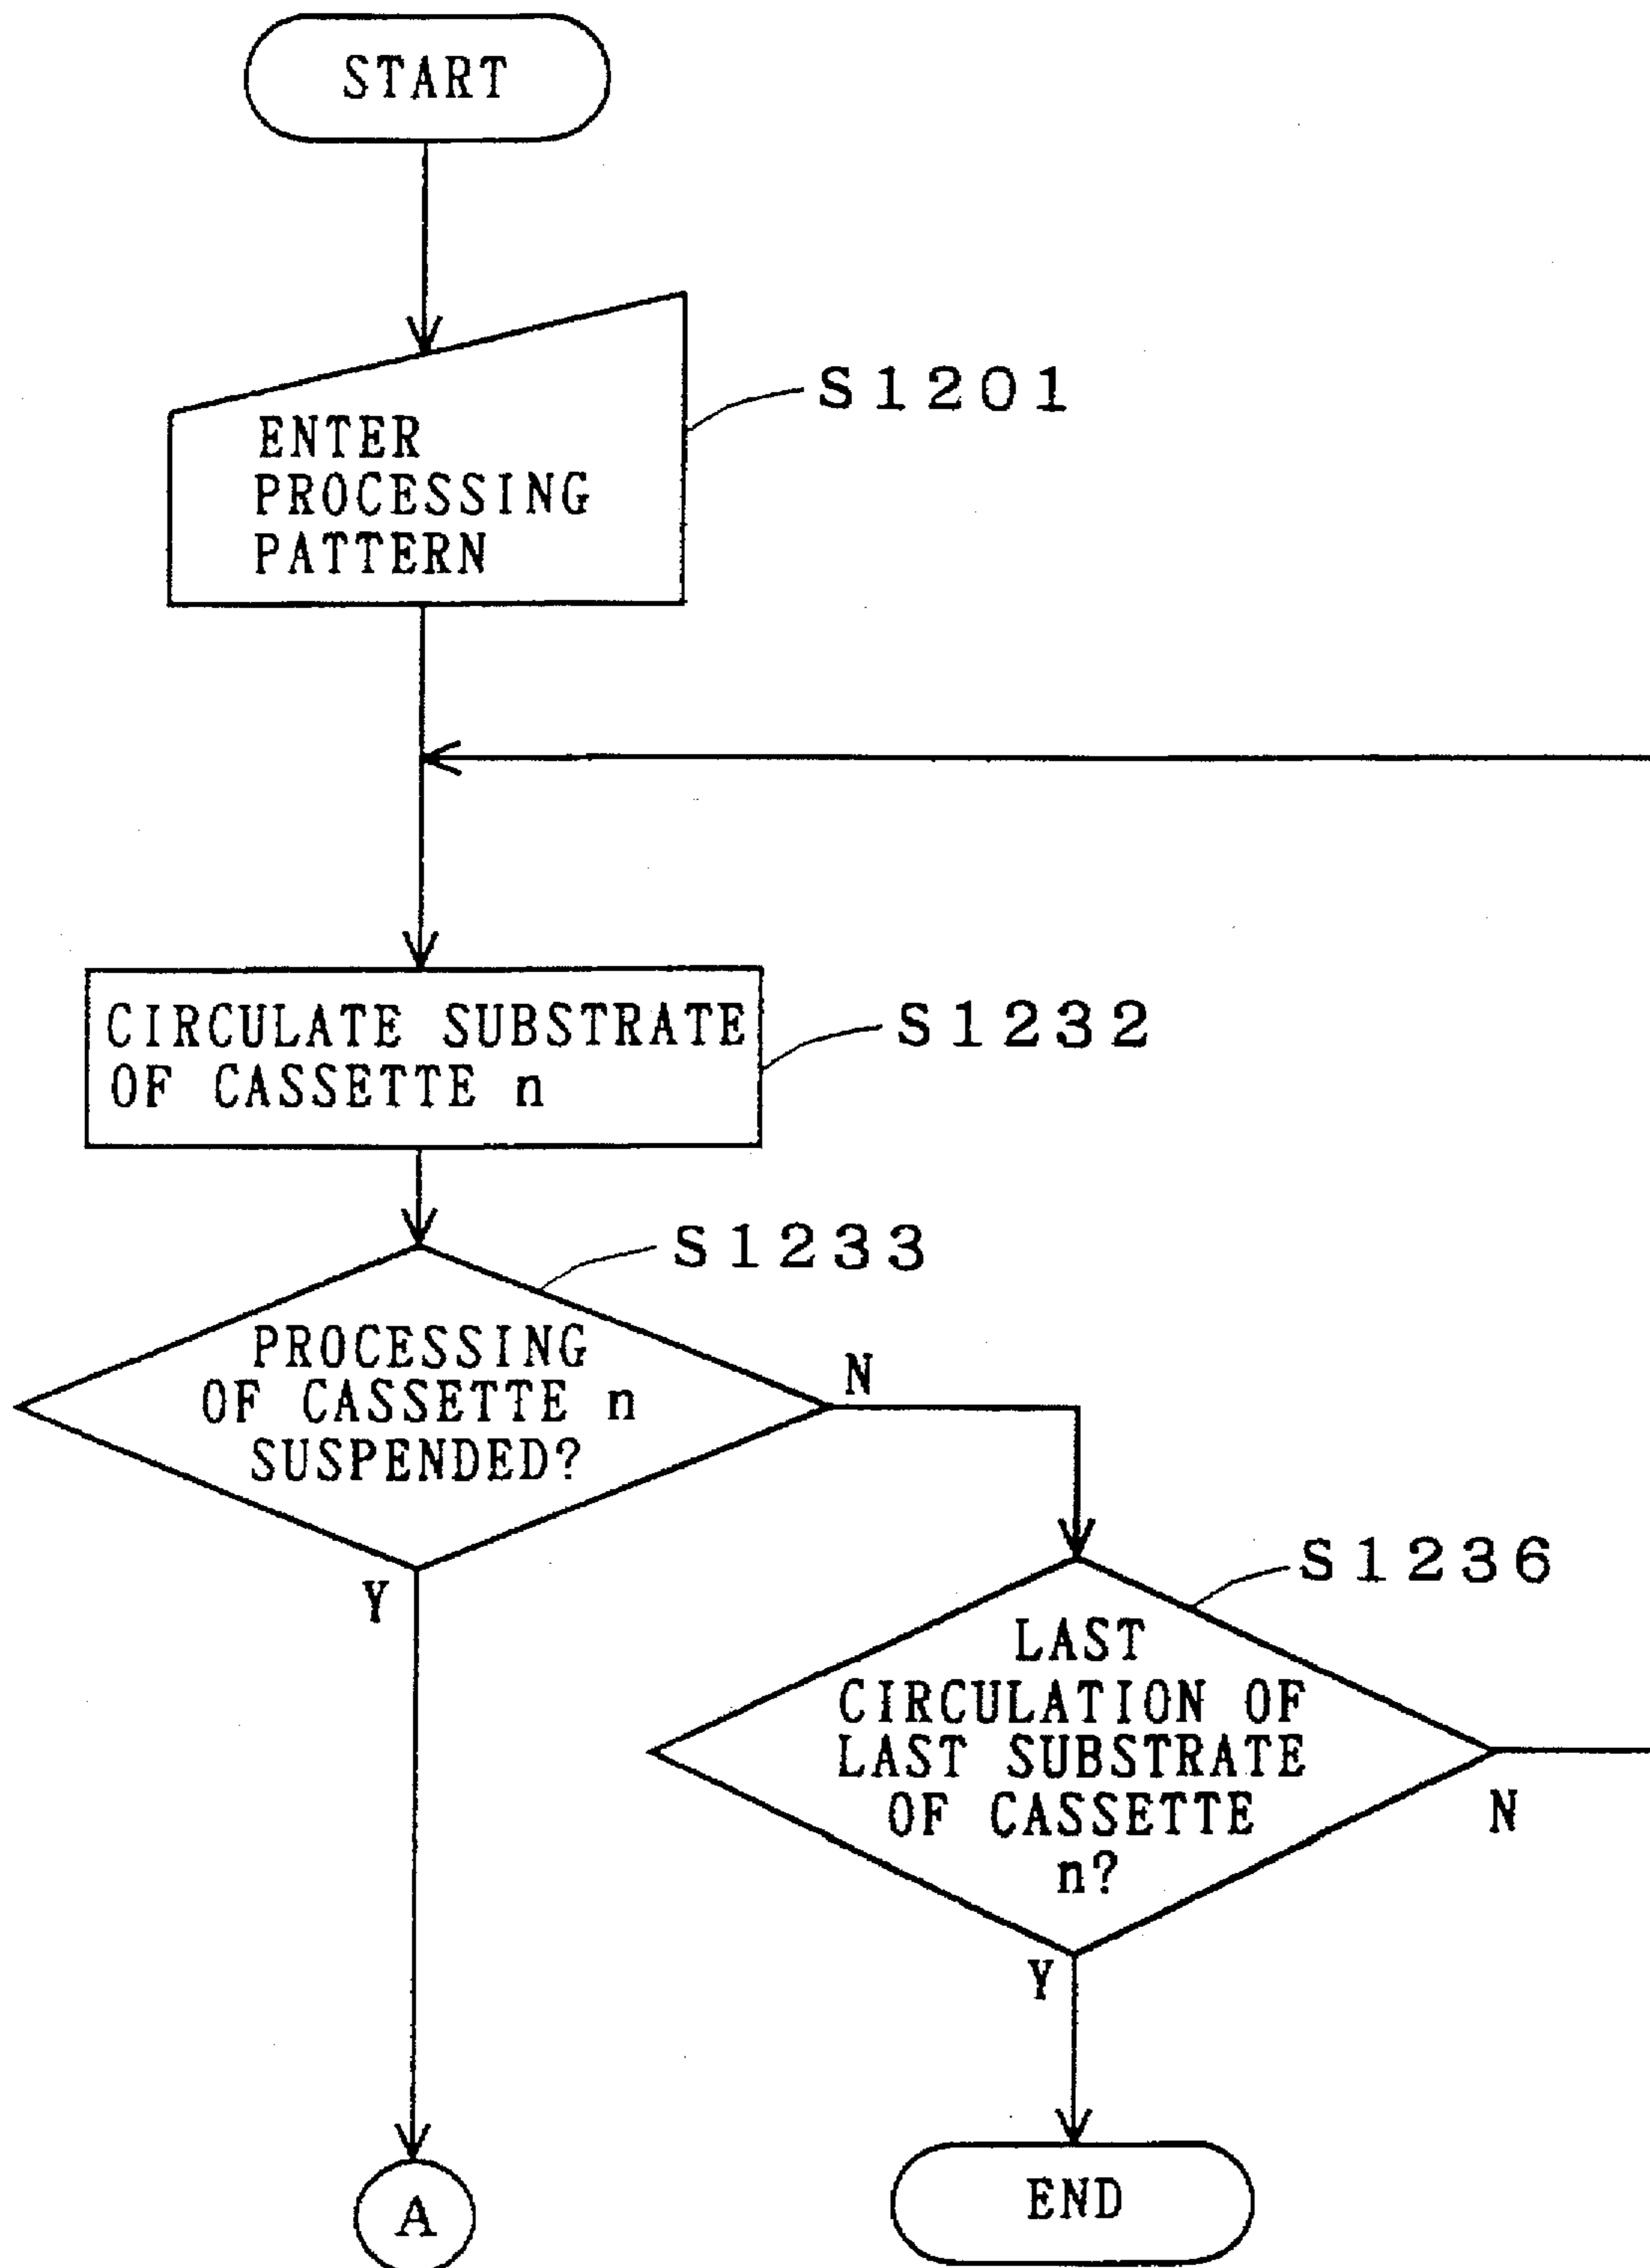 START
S1201
ENTER
PROCESSING
PATTERN
CIRCULATE SUBSTRATE
OF CASSETTE n
S1232
S1233
PROCESSING
OF CASSETTE n
SUSPENDED?
N
Y
S1236
LAST
CIRCULATION OF
LAST SUBSTRATE
OF CASSETTE
n?
N
Y
A
END